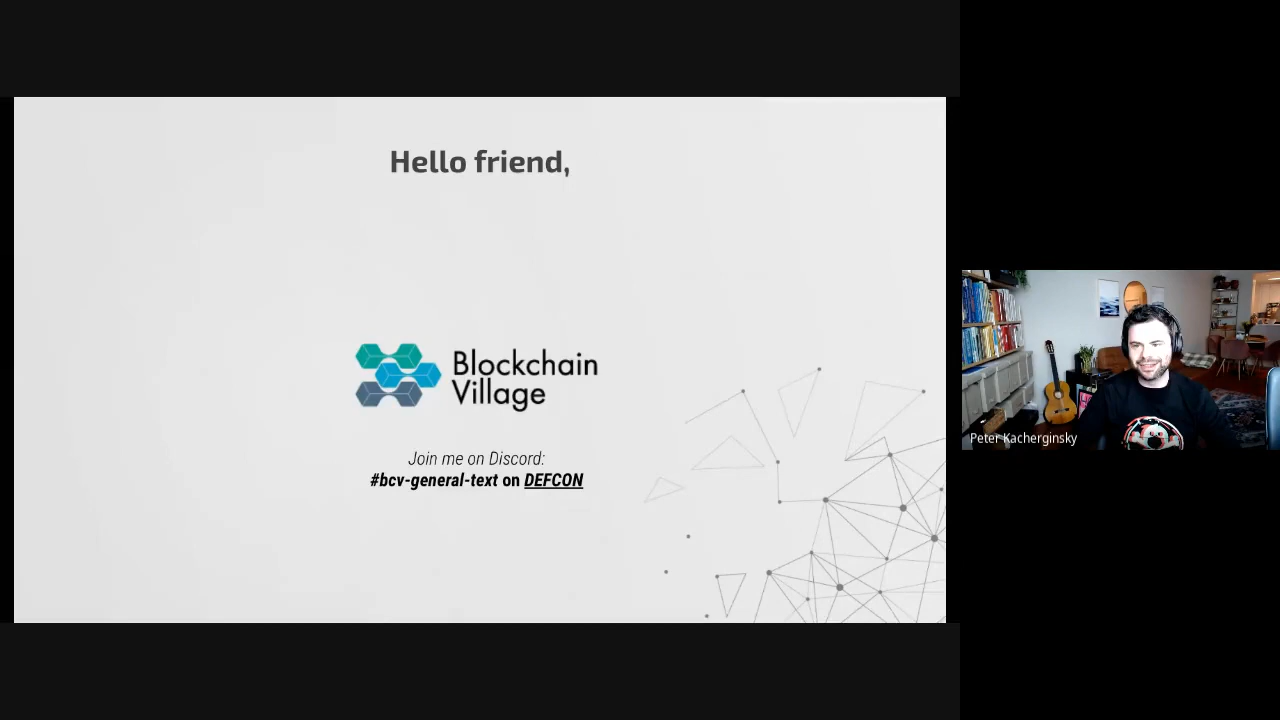 Hello friend,
Blockchain
Village
Join me on Discord:
#bcv-general-text on DEFCON
Peter Kacherginsky